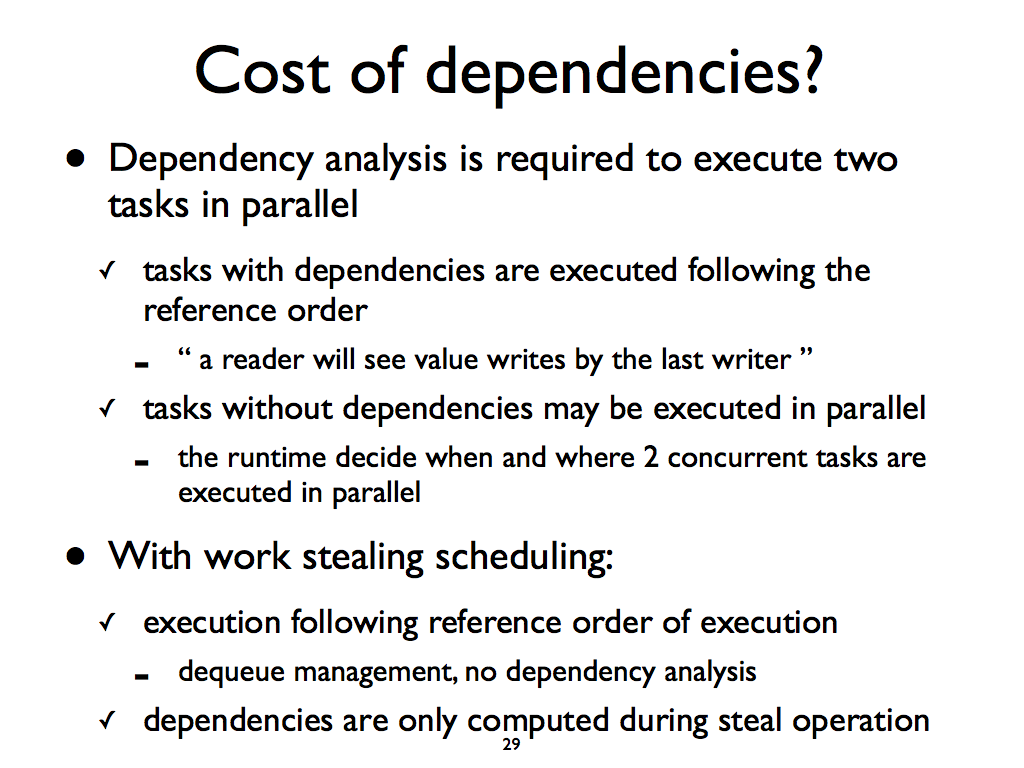 Cost of dependencies?
• Dependency analysis is required to execute two
tasks in parallel
✓ tasks with dependencies are executed following the
reference order
- “ a reader will see value writes by the last writer ”
✓ tasks without dependencies may be executed in parallel
- the runtime decide when and where 2 concurrent tasks are
executed in parallel
• With work stealing scheduling:
✓ execution following reference order of execution
- dequeue management, no dependency analysis
✓ dependencies are only computed during steal operation
29